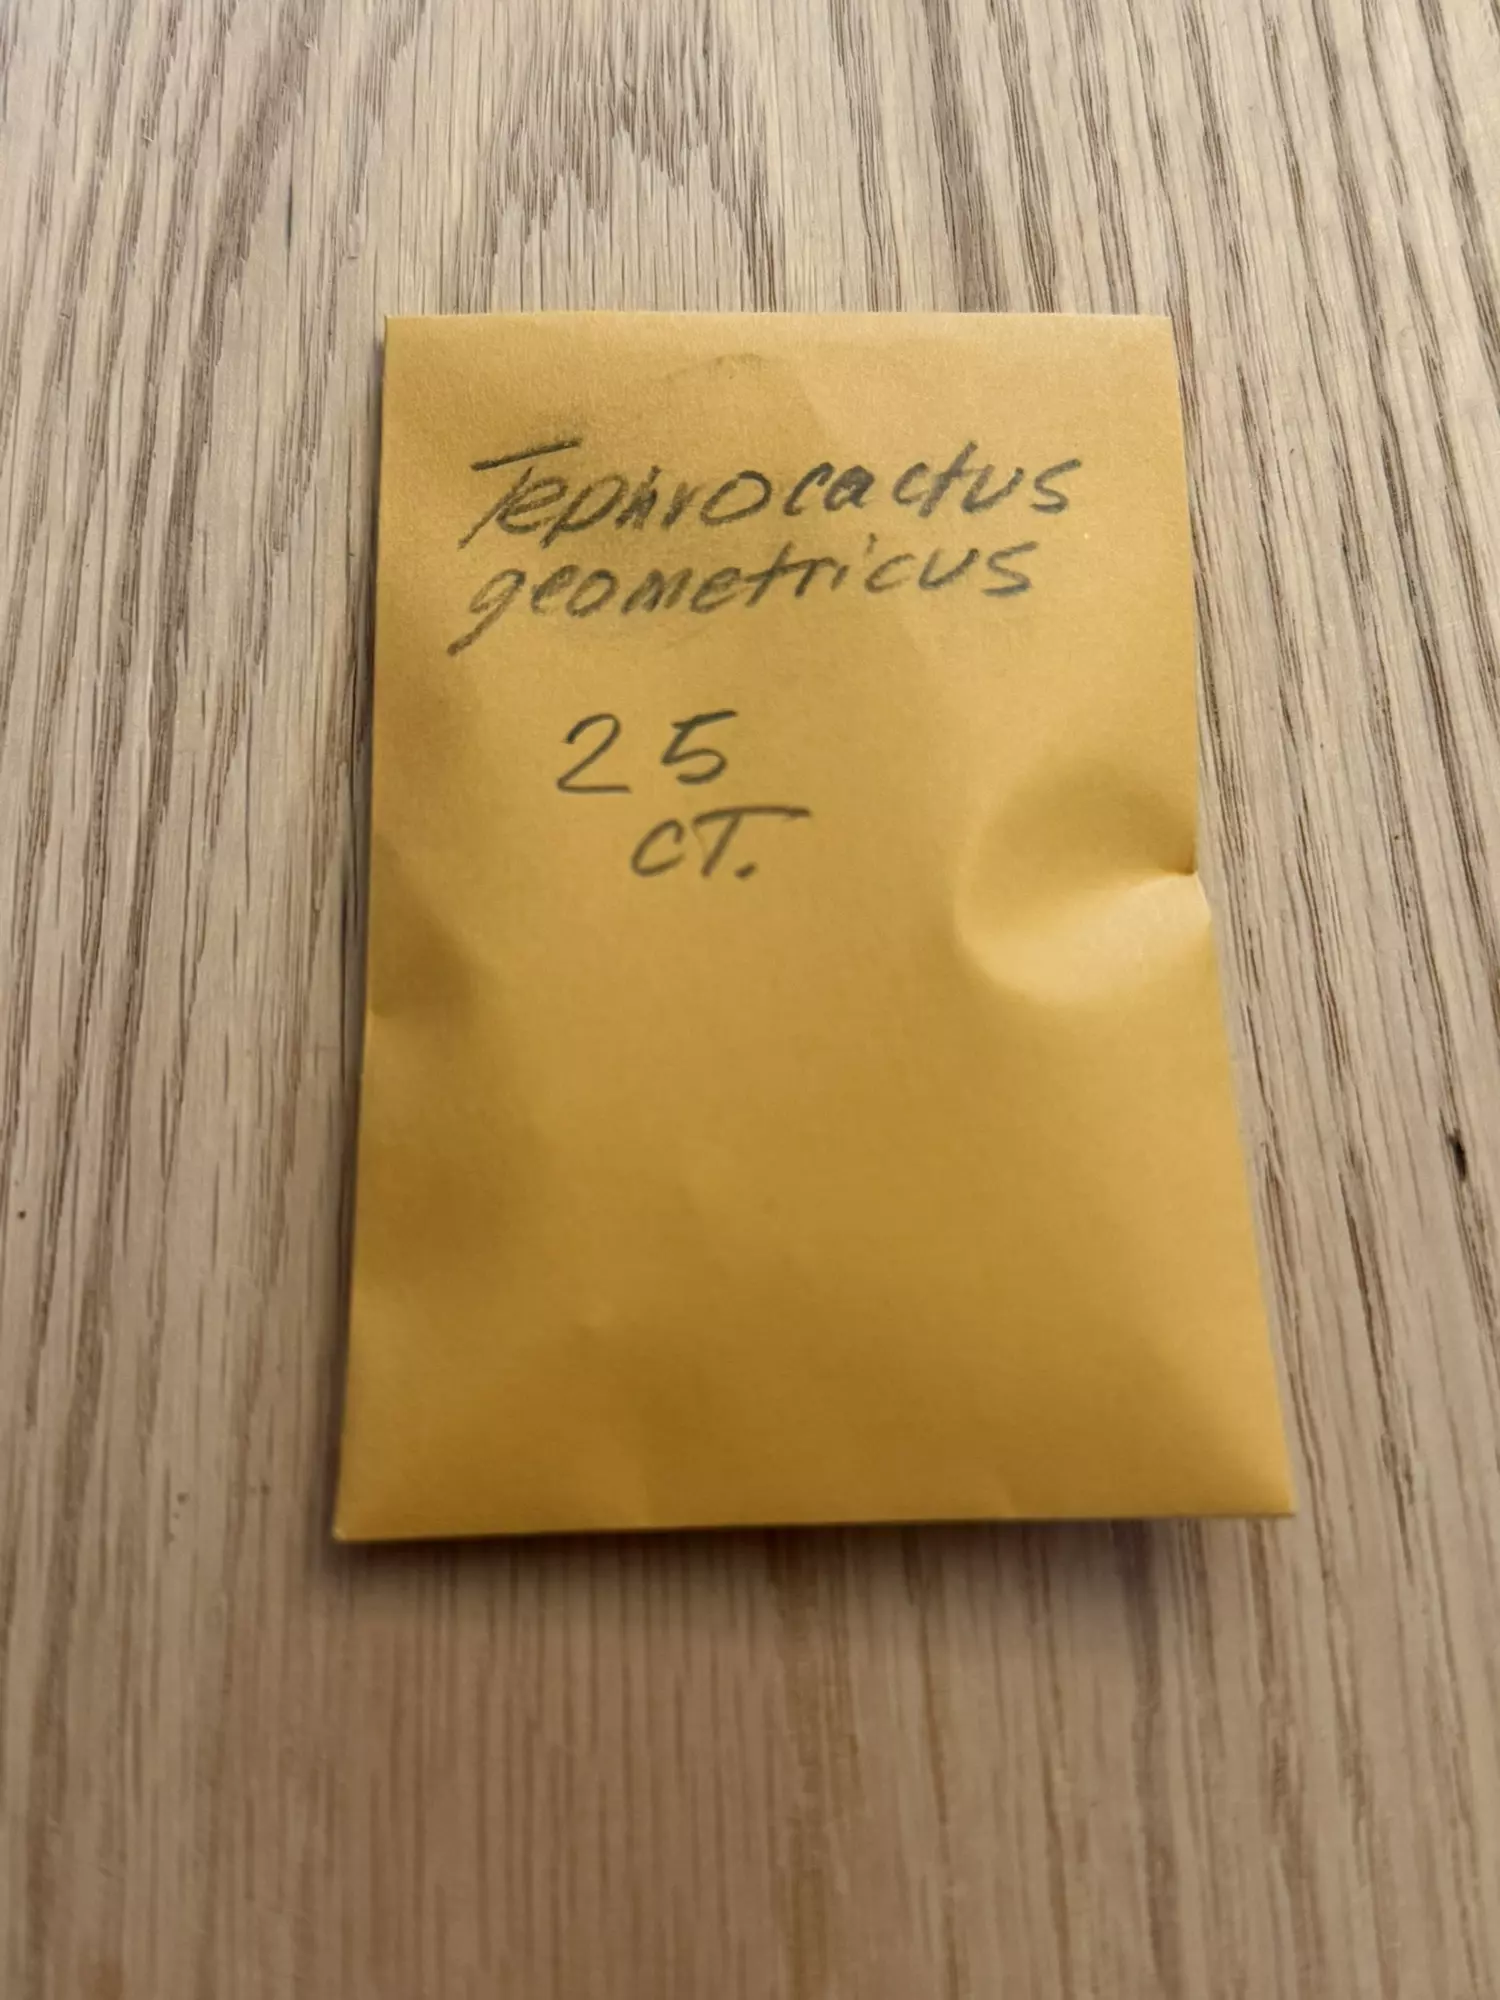 Tephrocactus
geometricus
25
CT.